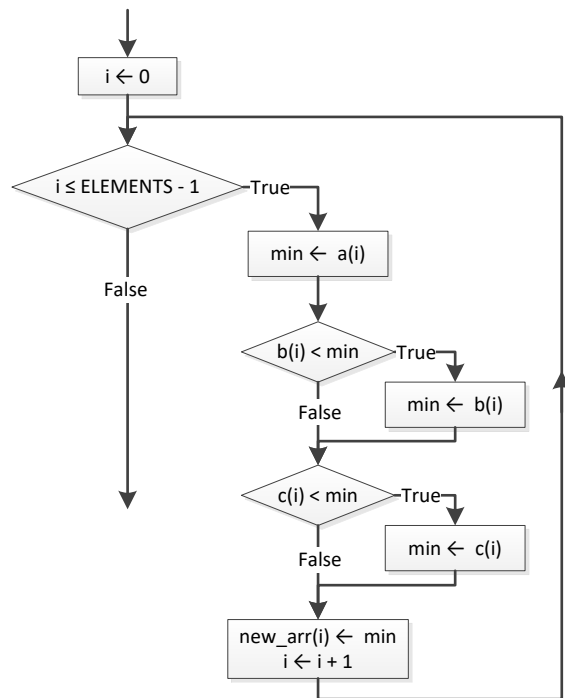 i ← 0
i ≤ ELEMENTS - 1
True
min ← a(i)
False
b(i) < min
True
min ← b(i)
False
c(i) < min
True
min ← c(i)
False
new_arr(i) ← min
i ← i + 1